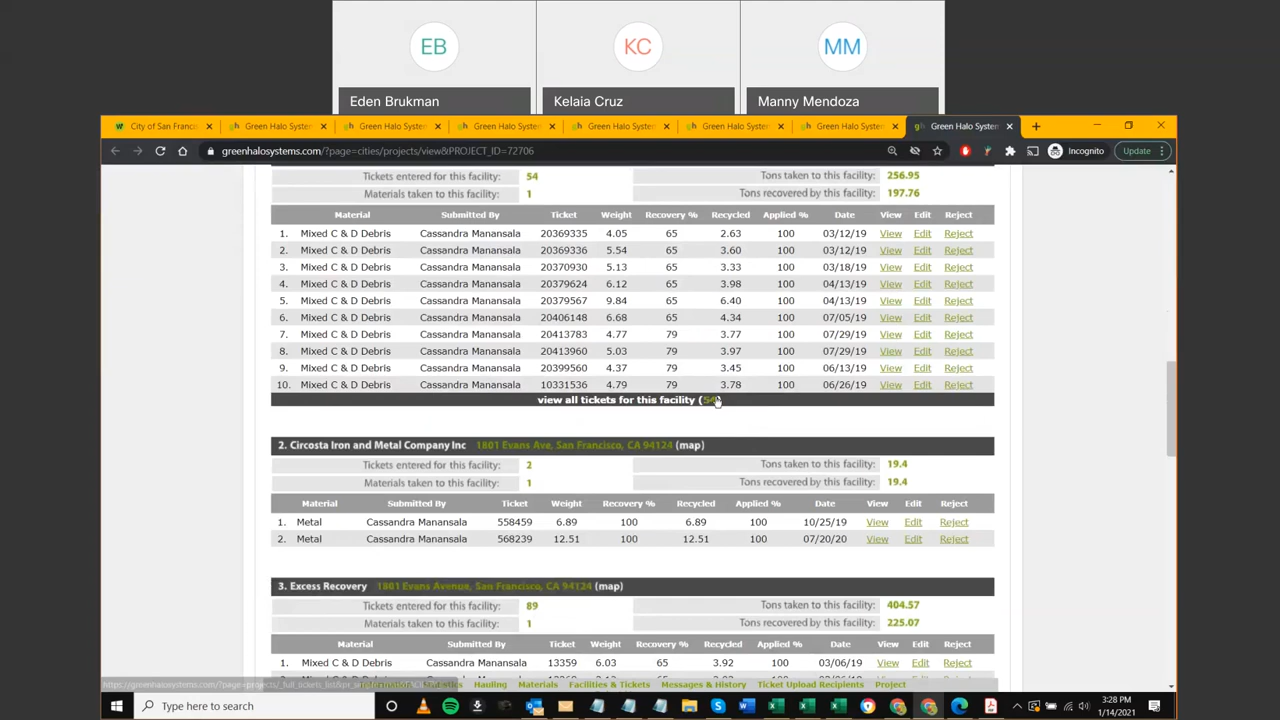 EB
KC
MM
Eden Brukman
Kelaia Cruz
Manny Mendoza
City of San Franci
Green Halo System
Green Halo System
Green Halo System
Green Halo System
Green Halo System
Green Halo System
Green Halo System
greenhalosystems.com/?page=cities/projects/view&PROJECT_ID=72706
Incognito
Update
Tickets entered for this facility: 54 Tons taken to this facility: 256.95
Materials taken to this facility: 1 Tons recovered by this facility: 197.76
Material Submitted By Ticket Weight Recovery % Recycled Applied % Date View Edit Reject
1. Mixed C & D Debris Cassandra Manansala 20369335 4.05 65 2.63 100 03/12/19 View Edit Reject
2. Mixed C & D Debris Cassandra Manansala 20369336 5.54 65 3.60 100 03/12/19 View Edit Reject
3. Mixed C & D Debris Cassandra Manansala 20370930 5.13 65 3.33 100 03/18/19 View Edit Reject
4. Mixed C & D Debris Cassandra Manansala 20379624 6.12 65 3.98 100 04/13/19 View Edit Reject
5. Mixed C & D Debris Cassandra Manansala 20379567 9.84 65 6.40 100 04/13/19 View Edit Reject
6. Mixed C & D Debris Cassandra Manansala 20406148 6.68 65 4.34 100 07/05/19 View Edit Reject
7. Mixed C & D Debris Cassandra Manansala 20413783 4.77 79 3.77 100 07/29/19 View Edit Reject
8. Mixed C & D Debris Cassandra Manansala 20413960 5.03 79 3.97 100 07/29/19 View Edit Reject
9. Mixed C & D Debris Cassandra Manansala 20399560 4.37 79 3.45 100 06/13/19 View Edit Reject
10. Mixed C & D Debris Cassandra Manansala 10331536 4.79 79 3.78 100 06/26/19 View Edit Reject
view all tickets for this facility (54)
2. Circosta Iron and Metal Company Inc 1801 Evans Ave, San Francisco, CA 94124 (map)
Tickets entered for this facility: 2 Tons taken to this facility: 19.4
Materials taken to this facility: 1 Tons recovered by this facility: 19.4
Material Submitted By Ticket Weight Recovery % Recycled Applied % Date View Edit Reject
1. Metal Cassandra Manansala 558459 6.89 100 6.89 100 10/25/19 View Edit Reject
2. Metal Cassandra Manansala 568239 12.51 100 12.51 100 07/20/20 View Edit Reject
3. Excess Recovery 1801 Evans Avenue, San Francisco, CA 94124 (map)
Tickets entered for this facility: 89 Tons taken to this facility: 404.57
Materials taken to this facility: 1 Tons recovered by this facility: 225.07
Material Submitted By Ticket Weight Recovery % Recycled Applied % Date View Edit Reject
1. Mixed C & D Debris Cassandra Manansala 13359 6.03 65 3.92 100 03/06/19 View Edit Reject
Hauling Materials Facilities & Tickets Messages & History Ticket Upload Recipients Project
Type here to search
3:28 PM
1/14/2021